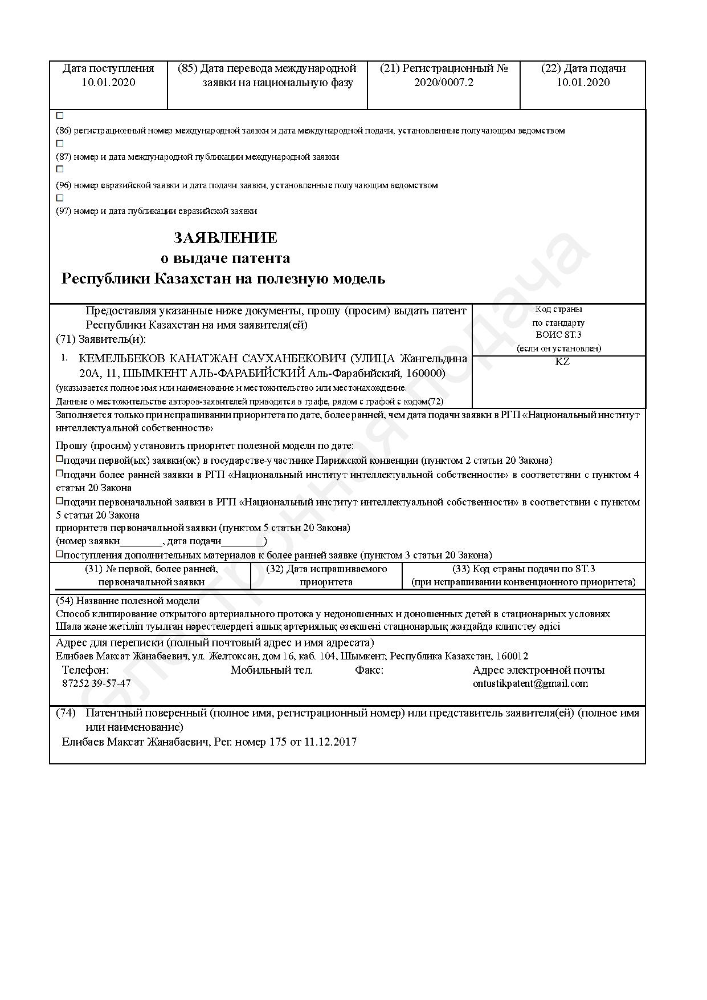 Дата поступления
10.01.2020
(85) Дата перевода международной
заявки на национальную фазу
(21) Регистрационный №
2020/0007.2
(22) Дата подачи
10.01.2020
☐
(86) регистрационный номер международной заявки и дата международной подачи, установленные получающим ведомством
☐
(87) номер и дата международной публикации международной заявки
☐
(96) номер евразийской заявки и дата подачи заявки, установленные получающим ведомством
☐
(97) номер и дата публикации евразийской заявки
ЗАЯВЛЕНИЕ
о выдаче патента
Республики Казахстан на полезную модель
Предоставляя указанные ниже документы, прошу (просим) выдать патент
Республики Казахстан на имя заявителя(ей)
(71) Заявитель(и):
1. КЕМЕЛЬБЕКОВ КАНАТЖАН САУХАНБЕКОВИЧ (УЛИЦА Жангельдина
20А, 11, ШЫМКЕНТ АЛЬ-ФАРАБИЙСКИЙ Аль-Фарабийский, 160000)
(указывается полное имя или наименование и местожительство или местонахождение.
Данные о местожительстве авторов-заявителей приводятся в графе, рядом с графой с кодом(72)
Код страны
по стандарту
ВОИС ST.3
(если он установлен)
KZ
Заполняется только при испрашивании приоритета по дате, более ранней, чем дата подачи заявки в РГП «Национальный институт
интеллектуальной собственности»
Прошу (просим) установить приоритет полезной модели по дате:
☐подачи первой(ых) заявки(ок) в государстве-участнике Парижской конвенции (пунктом 2 статьи 20 Закона)
☐подачи более ранней заявки в РГП «Национальный институт интеллектуальной собственности» в соответствии с пунктом 4
статьи 20 Закона
☐подачи первоначальной заявки в РГП «Национальный институт интеллектуальной собственности» в соответствии с пунктом
5 статьи 20 Закона
приоритета первоначальной заявки (пунктом 5 статьи 20 Закона)
(номер заявки________, дата подачи________)
☐поступления дополнительных материалов к более ранней заявке (пунктом 3 статьи 20 Закона)
(31) № первой, более ранней,
первоначальной заявки
(32) Дата испрашиваемого
приоритета
(33) Код страны подачи по ST.3
(при испрашивании конвенционного приоритета)
(54) Название полезной модели
Способ клипирование открытого артериального протока у недоношенных и доношенных детей в стационарных условиях
Шала және жетіліп туылған нәрестелердегі ашық артериялық өзекшені стационарлық жағдайда клипстеу әдісі
Адрес для переписки (полный почтовый адрес и имя адресата)
Елибаев Максат Жанабаевич, ул. Желтоксан, дом 16, каб. 104, Шымкент, Республика Казахстан, 160012
Телефон: Мобильный тел. Факс: Адрес электронной почты
87252 39-57-47 ontustikpatent@gmail.com
(74) Патентный поверенный (полное имя, регистрационный номер) или представитель заявителя(ей) (полное имя
или наименование)
Елибаев Максат Жанабаевич, Рег. номер 175 от 11.12.2017
Электронная подача